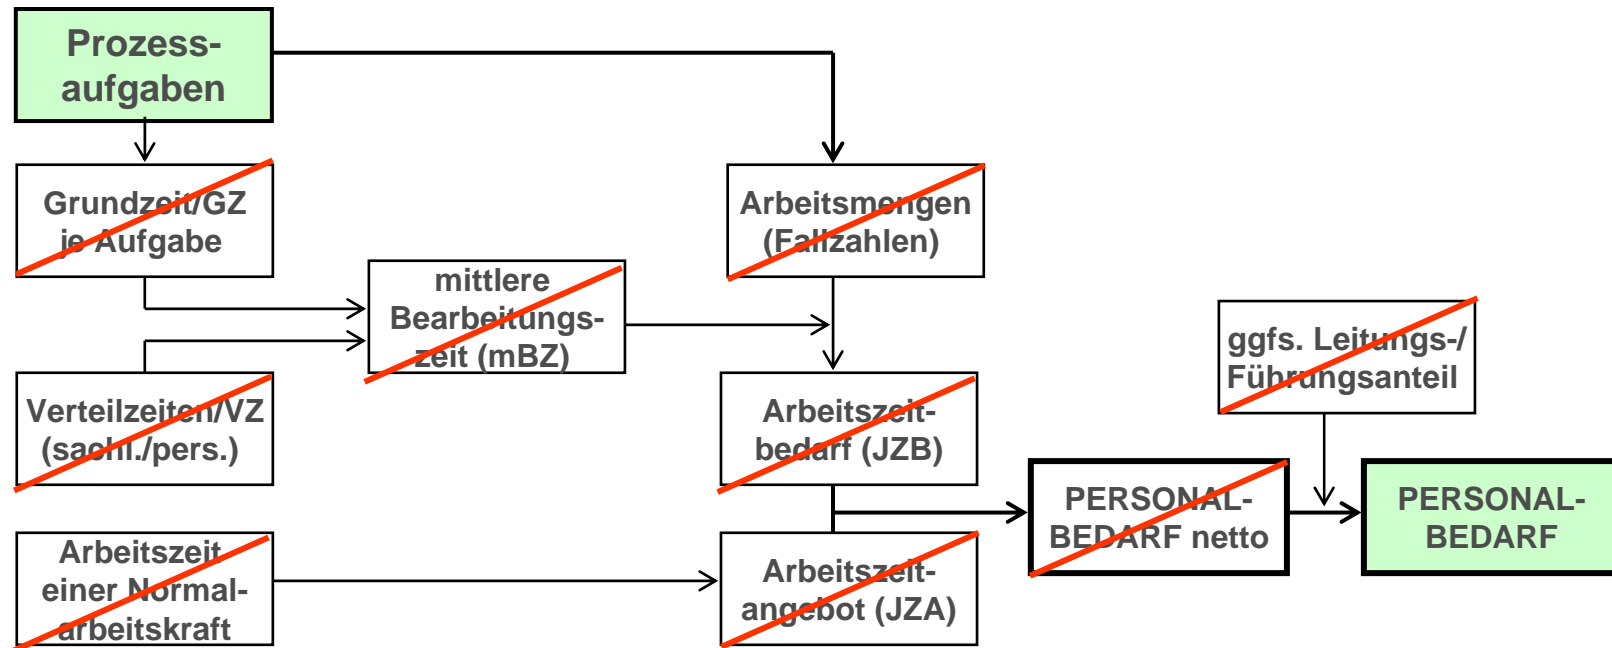 Prozess-
aufgaben
Grundzeit/GZ
je Aufgabe
Arbeitsmengen
(Fallzahlen)
mittlere
Bearbeitungs-
zeit (mBZ)
ggfs. Leitungs-/
Führungsanteil
Verteilzeiten/VZ
(sachl./pers.)
Arbeitszeit-
bedarf (JZB)
PERSONAL-
BEDARF netto
PERSONAL-
BEDARF
Arbeitszeit
einer Normal-
arbeitskraft
Arbeitszeit-
angebot (JZA)